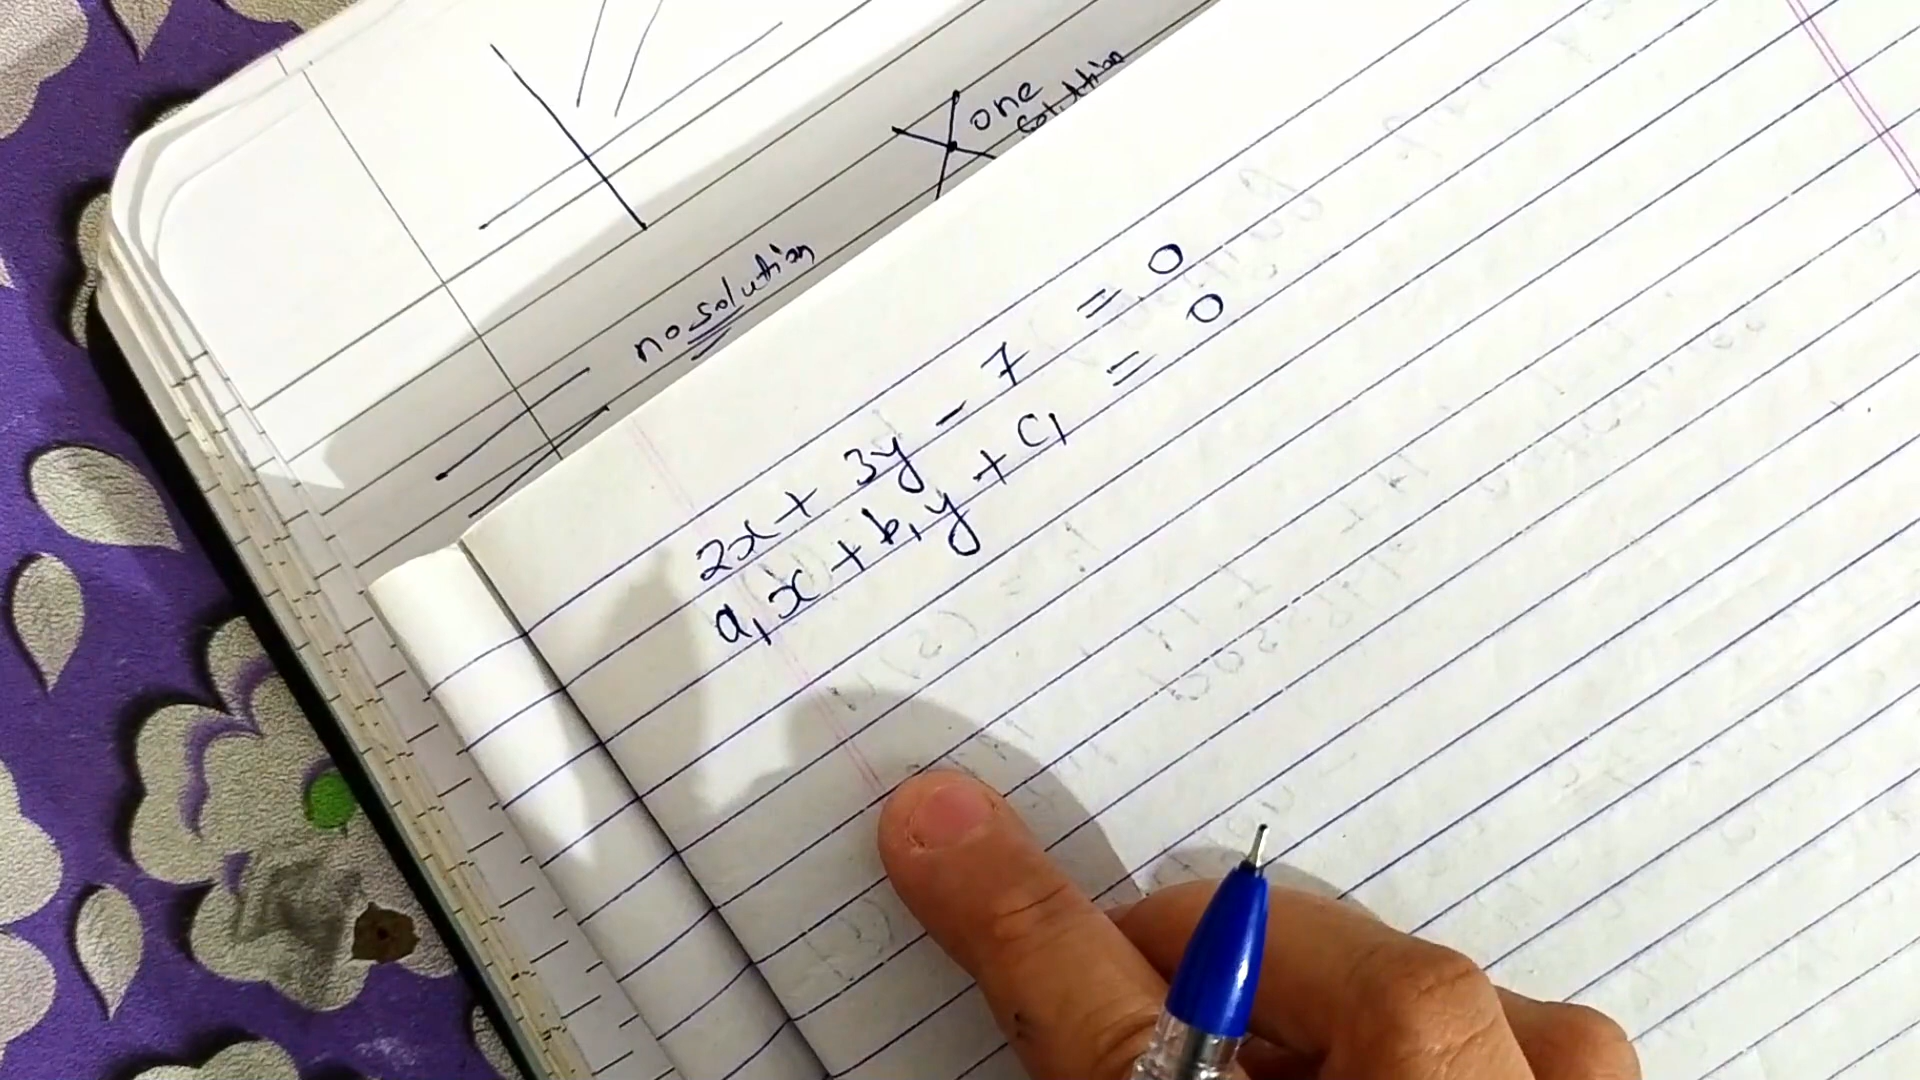 one
solution
no solution
2x + 3y - 7 = 0
a₁x + b₁y + c₁ = 0